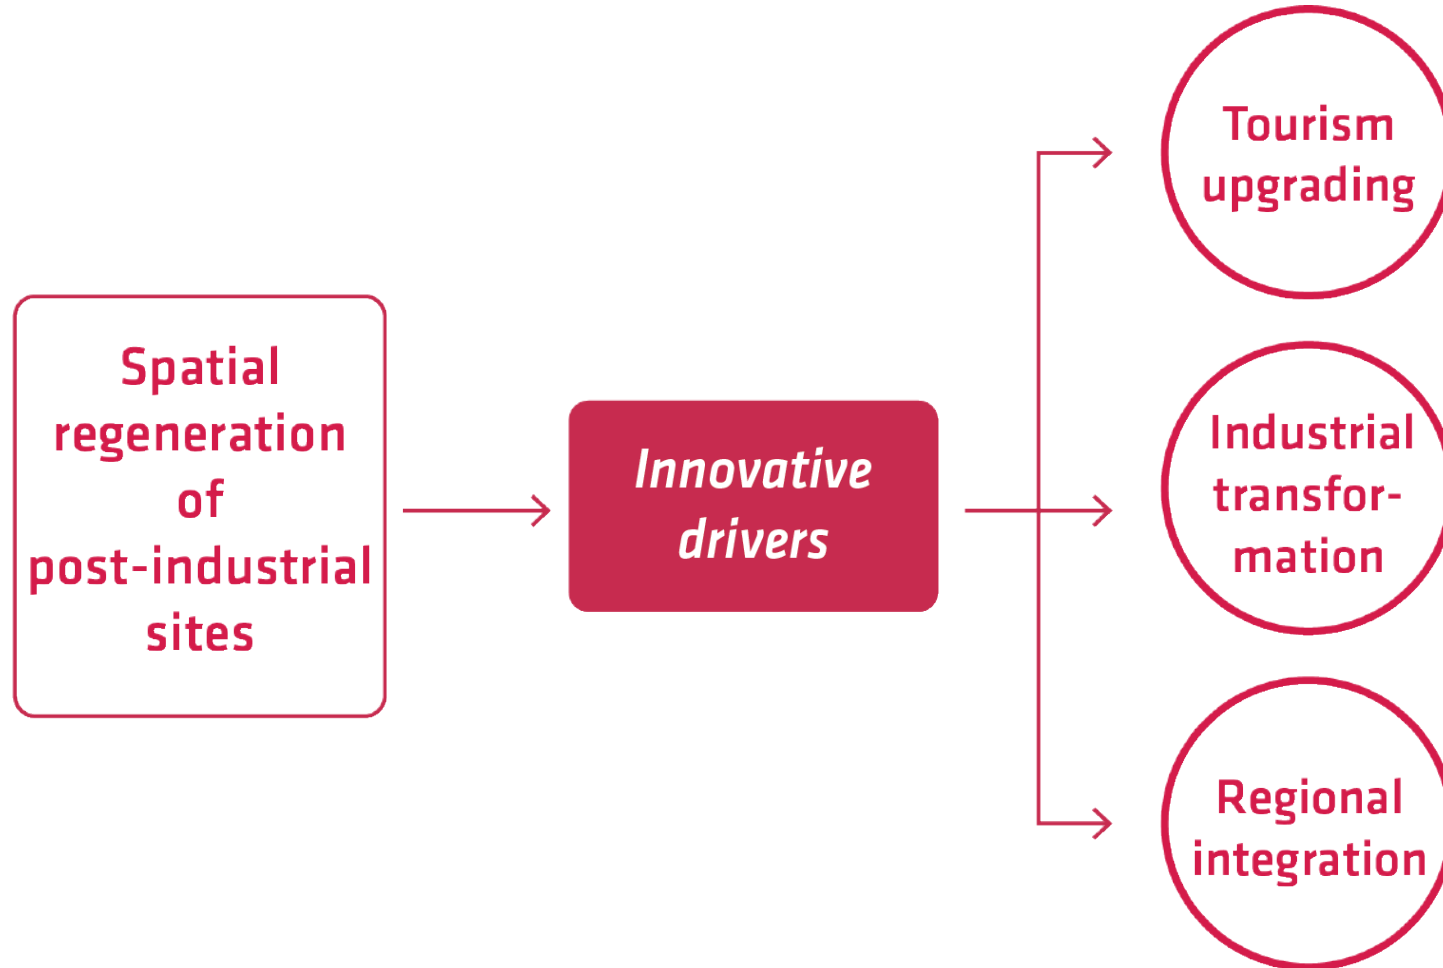 Spatial
regeneration
of
post-industrial
sites
Innovative
drivers
Tourism
upgrading
Industrial
transfor-
mation
Regional
integration